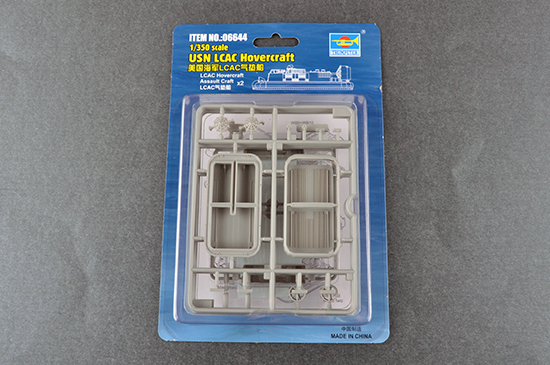 ITEM NO.:06644
1/350 scale
USN LCAC Hovercraft
美国海军LCAC气垫船
LCAC Hovercraft
Assault Craft x2
LCAC气垫船
TRUMPETER
中国制造
MADE IN CHINA